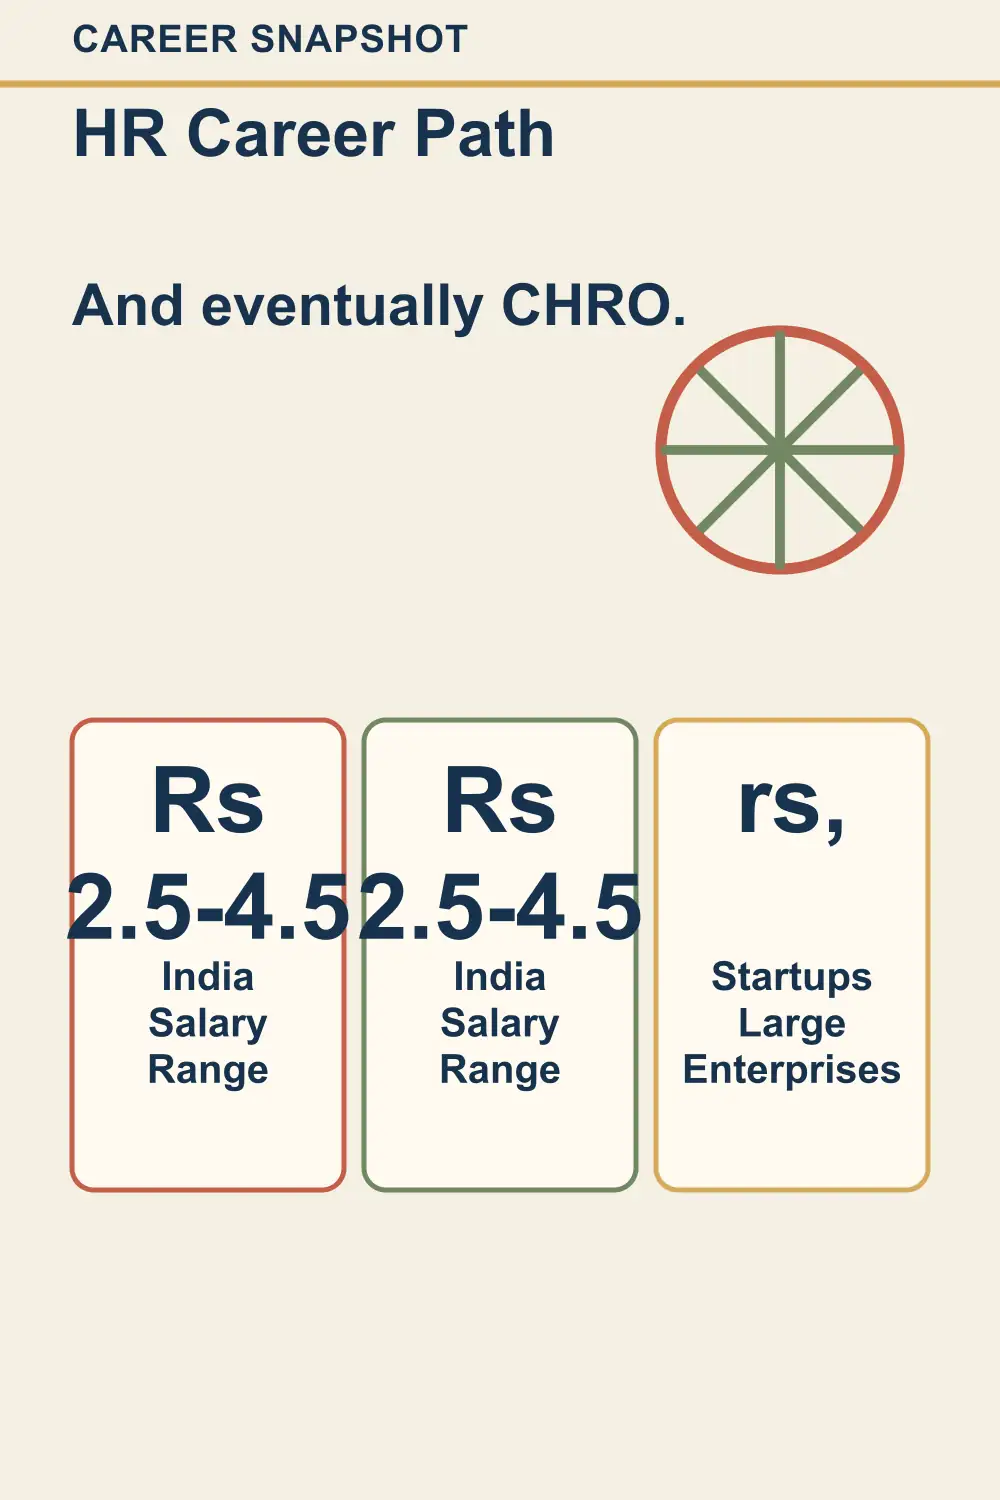 CAREER SNAPSHOT
HR Career Path
And eventually CHRO.
Rs
2.5-4.5
India
Salary
Range
Rs
2.5-4.5
India
Salary
Range
rs,
Startups
Large
Enterprises